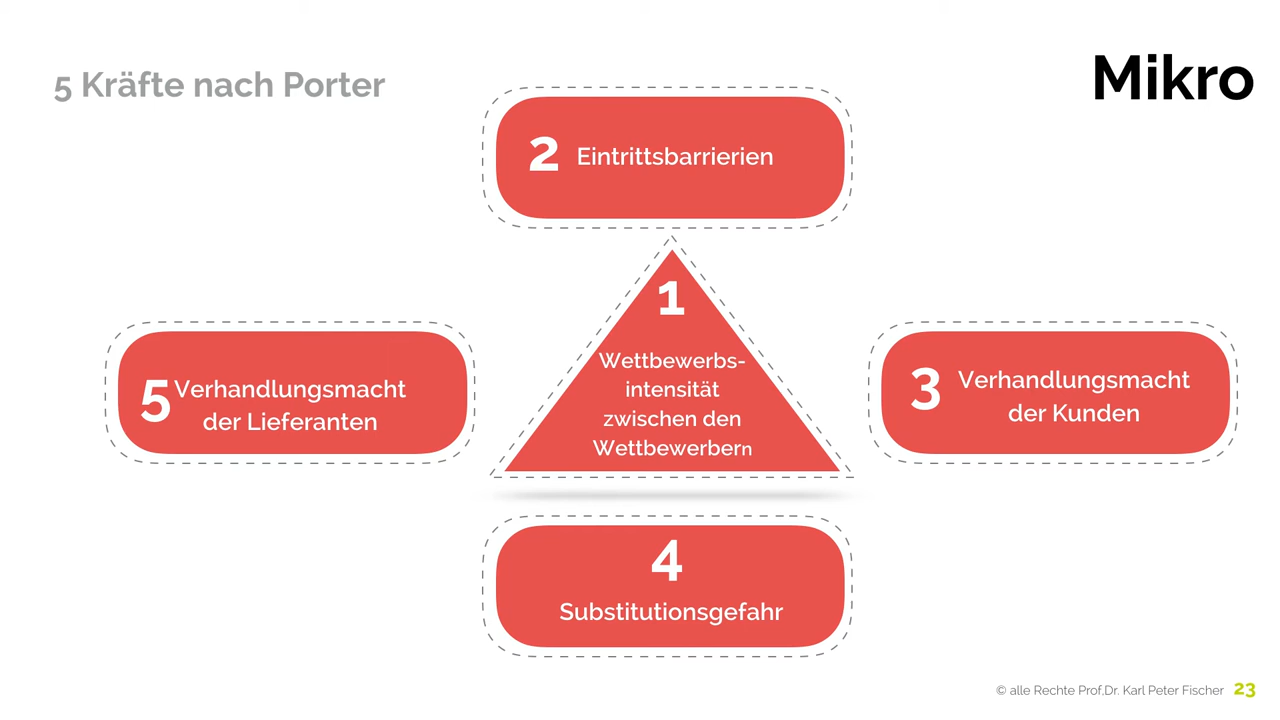 5 Kräfte nach Porter
Mikro
2 Eintrittsbarrierien
1
Wettbewerbs-
intensität
zwischen den
Wettbewerbern
5 Verhandlungsmacht
der Lieferanten
3 Verhandlungsmacht
der Kunden
4
Substitutionsgefahr
© alle Rechte Prof.Dr. Karl Peter Fischer 23